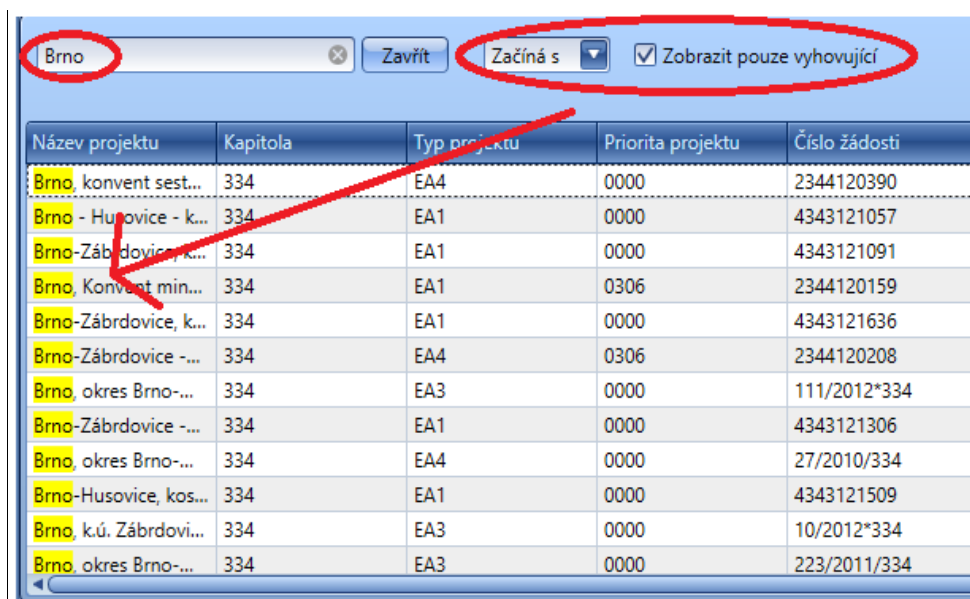 Brno Zavřít Začíná s Zobrazit pouze vyhovující
Název projektu Kapitola Typ projektu Priorita projektu Číslo žádosti
Brno, konvent sest... 334 EA4 0000 2344120390
Brno - Husovice - k... 334 EA1 0000 4343121057
Brno-Zábrdovice, k... 334 EA1 0000 4343121091
Brno, Konvent min... 334 EA1 0306 2344120159
Brno-Zábrdovice, k... 334 EA1 0000 4343121636
Brno-Zábrdovice -... 334 EA4 0306 2344120208
Brno, okres Brno-... 334 EA3 0000 111/2012*334
Brno-Zábrdovice -... 334 EA1 0000 4343121306
Brno, okres Brno-... 334 EA4 0000 27/2010/334
Brno-Husovice, kos... 334 EA1 0000 4343121509
Brno, k.ú. Zábrdovi... 334 EA3 0000 10/2012*334
Brno, okres Brno-... 334 EA3 0000 223/2011/334